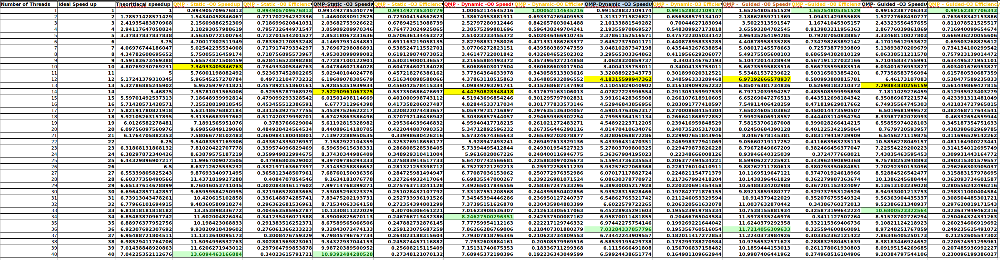 Number of Threads Ideal Speed up Theoritiacal speedup QMP - Static -O0 Speedup QMP - Static -O0 Efficienc QMP-Static -O3 Speedu QMP - Static -O3 Efficienc QMP - Dynamic -O0 Speed QMP - Dynamic-O0 Efficier QMP-Dynamic -O3 Speedu QMP - Dynamic-O3 Efficier QMP - Guided -O0 Speed QMP -Guided -O0 Efficienc QMP- Guided -O3 Speedu QMP - Guided-O3 Efficiency
1 1 1 0.994905709676813 0.994905709676813 0.991492785340779 0.991492785340779 1.00052114645216 1.00052114645216 0.991528832109174 0.991528832109174 1.65254805351529 1.65254805351529 0.99162387706343 0.99162387706343
2 2 1.78571428571429 1.54340458846467 0.771702294232336 1.44600830912525 0.723004154562623 1.38674953881911 0.693374769409553 1.31317715826821 0.656588579134107 2.18862859711369 1.09431429855685 1.52727668430777 0.763638342153886
3 3 2.41935483870968 2.15609886252309 0.718699620841031 2.03682753926622 0.678942513088739 2.52797280912446 0.842657603041488 2.10133881549282 0.70044627183094 3.5022313591547 1.16741045305157 2.43323556457655 0.811078521525517
4 4 2.94117647058824 3.18293057988619 0.795732644971547 3.05909209970346 0.764773024925865 2.38575299881696 0.596438249704241 2.19355970869527 0.548389927173818 3.65593284782545 0.913983211956363 2.86776039861869 0.716940099654674
5 5 3.37837837837838 3.56350772100764 0.712701544201527 2.85318067231636 0.570636134463272 2.51023233455372 0.502046466910745 2.37861152516571 0.475722305033142 3.96435254194285 0.79287050838857 3.33468110027803 0.666936220055606
6 6 3.75 4.70017302511949 0.783362170853248 4.14697931434881 0.691163219058135 2.82798831758026 0.471331386263377 2.64527375001171 0.440878958335285 4.40878958335285 0.734798263892142 4.17019612953672 0.69503268825612
7 7 4.06976744186047 5.02542235534008 0.717917479334297 3.76967298086891 0.538524711552701 3.07706272823151 0.439580389747359 3.04810287347198 0.435443267638854 5.08017145578663 0.72573877939809 5.13893870209679 0.734134100299542
8 8 4.34782608695652 5.75005516459174 0.718756895573967 4.95303899899082 0.619129874873852 3.46147722001842 0.432684652502302 3.29565303364862 0.411956629206077 5.49275505608103 0.686594382010129 6.06338511211578 0.757923139014472
9 9 4.59183673469388 5.65574871508459 0.628416523898288 4.77287100122901 0.530319000136557 3.21655884493372 0.357395427214858 3.0628320859737 0.3403146762193 5.10472014328949 0.567191127032166 5.71045834755991 0.634495371951101
10 10 4.80769230769231 7.34933405846763 0.734933405846763 6.04784602184028 0.604784602184028 3.60686603017504 0.360686603017504 3.4004135753011 0.34004135753011 5.66735595883516 0.566735595883516 6.03401676953827 0.603401676953827
11 11 5 5.76001198082492 0.523637452802265 5.02940104024778 0.457218276386162 3.77364364633978 0.343058513303616 3.32088922343773 0.301899020312521 5.53481537239622 0.503165033854201 6.77358583756094 0.615780530687359
12 12 5.17241379310345 5.96545257278784 0.49712104773232 6.19609078305679 0.516340898588066 4.37863118515863 0.364885932096552 4.18315599947362 0.348596333289468 6.97192666578937 0.580993888815781 6.46173107083 0.538477589235833
13 13 5.32786885245902 5.9525979741821 0.457892151860161 5.92855351939934 0.456042578415334 4.09849293291741 0.315268687147493 4.11045829040902 0.316189099262232 6.85076381734836 0.52698183210372 7.29884830256159 0.561449869427815
14 14 5.46875 7.35781031565006 0.52555787968929 7.52290961067375 0.537350686476697 4.44750828348418 0.317679163106013 4.07827223996554 0.291305159997539 6.79712039994257 0.485508599995898 7.1811029276459 0.512935923403279
15 15 5.59701492537313 7.18648939992814 0.479099293328542 6.01501498114669 0.401000998743112 4.51943696854246 0.301295797902831 3.99161428365908 0.266107618910605 6.65269047276513 0.443512698184342 6.35086967221574 0.423391311481049
16 16 5.71428571428571 7.25528819818545 0.453455512386591 6.6777312964398 0.417358206027487 4.82844533717034 0.301777833573146 4.52946843856956 0.283091777410597 7.54911406428259 0.471819629017662 6.74935564745303 0.421834727965815
17 17 5.82191780821918 5.63148676882184 0.331263927577755 5.45397526622217 0.320822074483657 5.05979731716897 0.297635136304057 4.59014763062317 0.270008684154304 7.65024605103862 0.450014473590507 6.5019681999572 0.382468717644541
18 18 5.92105263157895 9.31356683997662 0.517420379998701 6.67425863586496 0.370792146436942 5.30386857544057 0.294659365302254 4.79955364151134 0.266641868972852 7.99925606918557 0.444403114954754 8.33987782078993 0.46332654559944
19 19 6.0126582278481 7.1891565951076 0.3783766629004 5.61192815328982 0.295364639646832 4.95940417718215 0.261021272483271 4.54892223712205 0.239416959848529 7.58153706187008 0.399028266414215 6.55855974028103 0.345187354751633
20 20 6.09756097560976 9.69856849129068 0.484928424564534 8.44089614180705 0.422044807090353 5.34712892596232 0.267356446298116 4.81470410634076 0.240735205317038 8.02450684390128 0.401225342195064 8.7679720593957 0.438398602969785
21 21 6.1764705882353 7.58066778102483 0.360984180048801 7.13972288950535 0.33998680426216 5.57324674365643 0.265392702078877 4.82806068872286 0.229907651843946 8.0467678145381 0.383179419739909 6.5456271119875 0.311696529142262
22 22 6.25 9.54083537169306 0.433674335076957 7.1582922104359 0.325376918656177 5.928947493241 0.269497613329136 5.43396431470351 0.246998377941069 9.05660719117252 0.411663963235115 10.5856278049157 0.481164900223441
23 23 6.31868131868132 7.81020422707778 0.339574096829469 6.59659615638331 0.286808528538405 5.73394495412844 0.249301954527323 5.27803709800325 0.229479873826228 8.79672849667209 0.382466456377047 7.22554229200223 0.314154012695749
24 24 6.38297872340426 8.63879575187219 0.359949822994675 8.37430344986409 0.348929310411004 5.9616028067226 0.248400116946775 5.36367984195023 0.22348666008126 8.93946640325039 0.3724777668021 7.43835463595453 0.309931443164772
25 25 6.44329896907217 11.9967009072505 0.47986803629002 9.39709786294333 0.375883914517733 5.64707742566681 0.225883097026673 5.15943736335553 0.206377494534221 8.59906227225921 0.343962490890368 9.75788253948893 0.390315301579557
26 26 6.5 8.63712625535232 0.332197163667397 7.31435258836652 0.281321253398712 6.75278721292213 0.25972258511239 5.93257627068368 0.228176010410911 9.88762711780613 0.380293350684851 7.70292390153096 0.296266303905037
27 27 6.55339805825243 9.87693340971495 0.365812348507961 7.68760150036356 0.284725981494947 6.77087036153062 0.250772976352986 6.07017117882724 0.224821154771379 10.1169519647121 0.374701924618966 8.52884526542477 0.315883157978695
28 28 6.60377358490566 11.4371819927288 0.4084707854546 9.1634181076778 0.327264932417064 6.69835547000267 0.239226981071524 6.08630378770972 0.217367992418204 10.1438396461829 0.362279987363674 10.1386245688444 0.362093734601587
29 29 6.65137614678899 8.76046053741045 0.302084846117602 7.99714768399271 0.275763713241128 7.49265017846556 0.258367247533295 6.38930005217928 0.220320691454458 10.6488334202988 0.367201152424097 8.13613103239028 0.280556242496216
30 30 6.69642857142857 9.65959584250995 0.321986528083665 7.53085296323375 0.251028432107792 7.33187551208568 0.244395850402856 5.93528315628466 0.197842771876155 9.89213859380777 0.329737953126926 8.94933001213753 0.298311000404584
31 31 6.73913043478261 10.420615102858 0.336148874285741 7.83475202193731 0.252733936191526 7.34545394446286 0.236950127240737 6.54862765321742 0.211246053329594 10.914379422029 0.352076755549324 9.56363904435337 0.308504485301721
32 32 6.77966101694915 9.48360580918274 0.296362681536961 8.71534063364158 0.272354394801299 7.37395151626878 0.230435984883399 6.6022579722265 0.206320561632078 11.0037632870442 0.34386760272013 9.52386621348937 0.297620819171543
33 33 6.81818181818182 13.353898336772 0.404663585962787 10.1330811322029 0.30706306461221 7.01623908536307 0.212613305617063 6.45228935291603 0.195523919785334 10.7538155881934 0.325873199642224 10.6800523322564 0.323637949462316
34 34 6.85483870967742 11.602004826434 0.341235436071588 8.39006825670113 0.246766713432386 8.24627500296351 0.242537500087162 6.95870011481855 0.20466765043584 11.5978335246976 0.3411127507264 8.51578702726294 0.250464324331263
35 35 6.88976377952756 10.198423068833 0.291383516252371 8.67589565066506 0.247882732876145 7.77759954112163 0.222217129746332 6.97442275754146 0.199269221644042 11.6240379292358 0.332115369406736 9.10821124218923 0.260234606919692
36 36 6.92307692307692 9.93820918439602 0.276061366233223 9.32843072474133 0.259123075687259 7.86266286769006 0.218407301880279 7.03284337857796 0.195356760516054 11.7214056309633 0.325594600860091 8.97248251767859 0.249235625491072
37 37 6.95488721804511 11.1313640095173 0.3008476759329 9.79845796767734 0.264823188315604 7.79307818795346 0.210623734809553 6.73442243909557 0.182011417272853 11.2240373984926 0.303352362121422 7.86346405250173 0.21252605547302
38 38 6.98529411764706 11.5094996532763 0.302881569823061 9.34322937044153 0.245874457116882 7.7932603884161 0.20508579969516 6.58539195429738 0.173299788270984 10.9756532571623 0.288832980451639 8.38183446924652 0.220574591295961
39 39 7.01438848920863 11.6206271348521 0.297964799853878 9.98720389500952 0.25608215115409 7.15131740675353 0.18336711299368 6.1115666491808 0.156706837158482 10.1859444153013 0.261178061930803 8.09195154269685 0.207485936992227
40 40 7.04225352112676 13.6094463166884 0.34023615791721 10.9392484280528 0.27348121070132 7.68945372198396 0.192236343049599 6.59924438651774 0.164981109662944 10.9987406441962 0.274968516104906 9.20384797544106 0.230096199386027